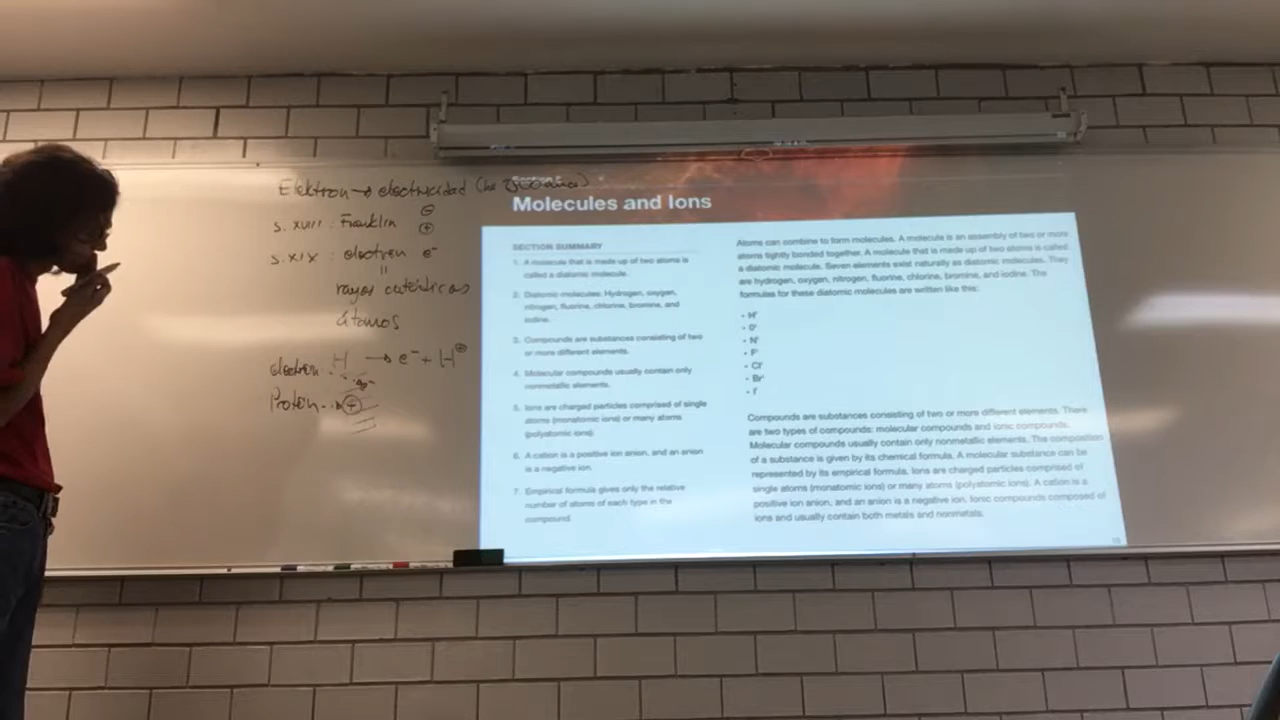 Elektron → electricidad (
s. XVIII : Franklin ⊖
⊕
s. XIX : electron e⁻
=
rayos catódicos
átomos
Electron : H → e⁻ + H⊕
Proton ⊕
Molecules and Ions
SECTION SUMMARY
1. A molecule that is made up of two atoms is
called a diatomic molecule.
2. Diatomic molecules: Hydrogen, oxygen,
nitrogen, fluorine, chlorine, bromine, and
iodine.
3. Compounds are substances consisting of two
or more different elements.
4. Molecular compounds usually contain only
nonmetallic elements.
5. Ions are charged particles comprised of single
atoms (monatomic ions) or many atoms
(polyatomic ions).
6. A cation is a positive ion anion, and an anion
is a negative ion.
7. Empirical formula gives only the relative
number of atoms of each type in the
compound.
Atoms can combine to form molecules. A molecule is an assembly of two or more
atoms tightly bonded together. A molecule that is made up of two atoms is called
a diatomic molecule. Seven elements exist naturally as diatomic molecules. They
are hydrogen, oxygen, nitrogen, fluorine, chlorine, bromine, and iodine. The
formulas for these diatomic molecules are written like this:
• H²
• O²
• N²
• F²
• Cl²
• Br²
• I²
Compounds are substances consisting of two or more different elements. There
are two types of compounds: molecular compounds and ionic compounds.
Molecular compounds usually contain only nonmetallic elements. The composition
of a substance is given by its chemical formula. A molecular substance can be
represented by its empirical formula. Ions are charged particles comprised of
single atoms (monatomic ions) or many atoms (polyatomic ions). A cation is a
positive ion anion, and an anion is a negative ion. Ionic compounds composed of
ions and usually contain both metals and nonmetals.